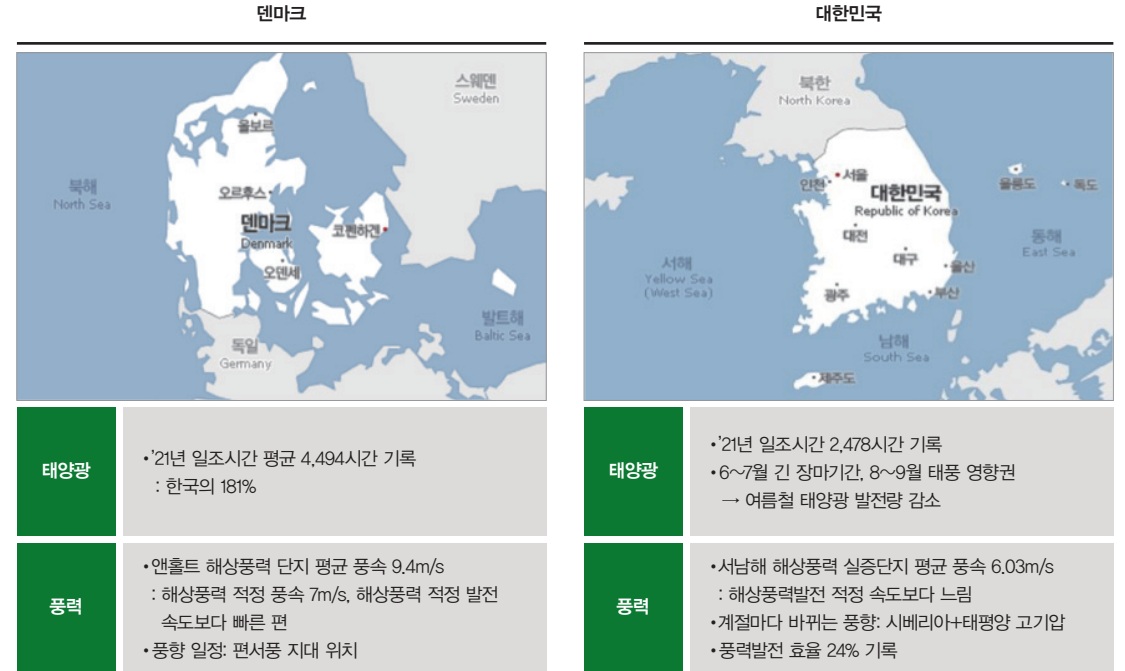 덴마크
스웨덴
Sweden
올보르
북해
North Sea
오르후스
덴마크
Denmark
코펜하겐
오덴세
발트해
Baltic Sea
독일
Germany
태양광
•'21년 일조시간 평균 4,494시간 기록
: 한국의 181%
풍력
•앤홀트 해상풍력 단지 평균 풍속 9.4m/s
: 해상풍력 적정 풍속 7m/s, 해상풍력 적정 발전
속도보다 빠른 편
•풍향 일정: 편서풍 지대 위치
대한민국
북한
North Korea
인천
서울
대한민국
Republic of Korea
울릉도
독도
대전
동해
East Sea
대구
서해
Yellow Sea
(West Sea)
울산
광주
부산
남해
South Sea
제주도
태양광
•'21년 일조시간 2,478시간 기록
•6~7월 긴 장마기간, 8~9월 태풍 영향권
→ 여름철 태양광 발전량 감소
풍력
•서남해 해상풍력 실증단지 평균 풍속 6.03m/s
: 해상풍력발전 적정 속도보다 느림
•계절마다 바뀌는 풍향: 시베리아+태평양 고기압
•풍력발전 효율 24% 기록